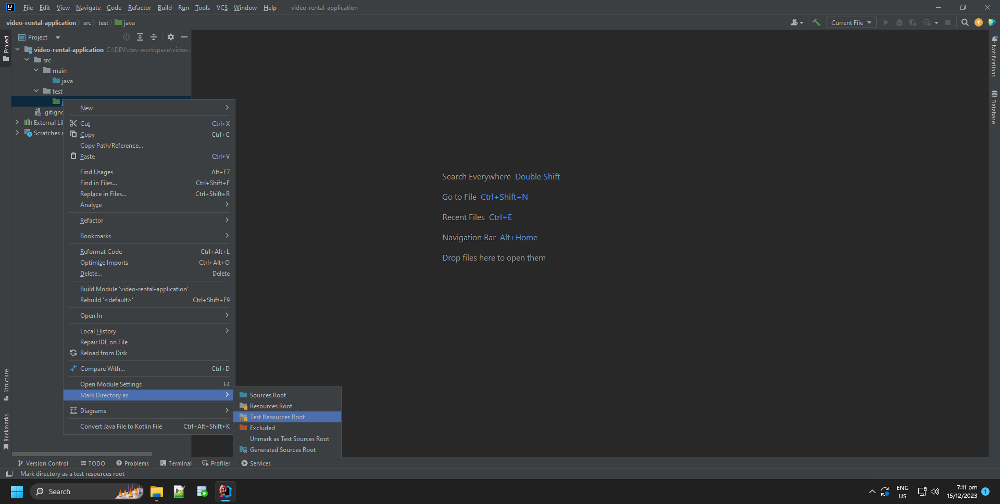 File Edit View Navigate Code Refactor Build Run Tools VCS Window Help video-rental-application
video-rental-application src test java
Current File
Project
Project
video-rental-application C:\DEV\dev-workspace\video-
src
main
java
test
.gitigno
External Lib
Scratches a
New
Cut Ctrl+X
Copy Ctrl+C
Copy Path/Reference...
Paste Ctrl+V
Find Usages Alt+F7
Find in Files... Ctrl+Shift+F
Replace in Files... Ctrl+Shift+R
Analyze
Refactor
Bookmarks
Reformat Code Ctrl+Alt+L
Optimize Imports Ctrl+Alt+O
Delete... Delete
Build Module 'video-rental-application'
Rebuild '<default>' Ctrl+Shift+F9
Open In
Local History
Repair IDE on File
Reload from Disk
Compare With... Ctrl+D
Open Module Settings F4
Mark Directory as
Diagrams
Convert Java File to Kotlin File Ctrl+Alt+Shift+K
Sources Root
Resources Root
Test Resources Root
Excluded
Unmark as Test Sources Root
Generated Sources Root
Search Everywhere Double Shift
Go to File Ctrl+Shift+N
Recent Files Ctrl+E
Navigation Bar Alt+Home
Drop files here to open them
Notifications
Database
Structure
Bookmarks
Version Control TODO Problems Terminal Profiler Services
Mark directory as a test resources root
Search
ENG
US
7:11 pm
15/12/2023
1